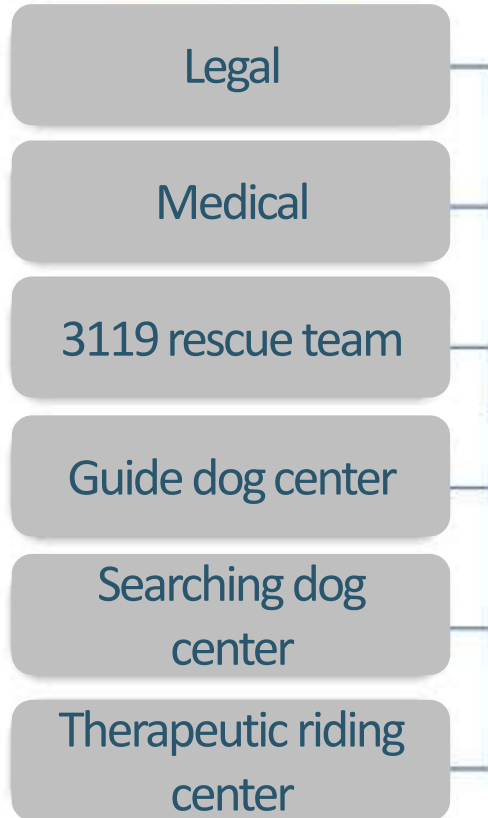 Legal
Medical
3119 rescue team
Guide dog center
Searching dog
center
Therapeutic riding
center